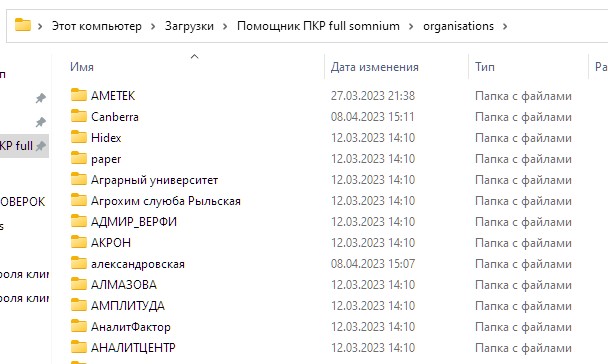 Этот компьютер > Загрузки > Помощник ПКР full somnium > organisations >
Имя Дата изменения Тип Ра
п
АМЕТЕК 27.03.2023 21:38 Папка с файлами
Canberra 08.04.2023 15:11 Папка с файлами
Hidex 12.03.2023 14:10 Папка с файлами
КР full paper 12.03.2023 14:10 Папка с файлами
Аграрный университет 12.03.2023 14:10 Папка с файлами
ОВЕРОК Агрохим слуюба Рыльская 12.03.2023 14:10 Папка с файлами
s АДМИР_ВЕРФИ 12.03.2023 14:10 Папка с файлами
АКРОН 12.03.2023 14:10 Папка с файлами
роля клим александровская 08.04.2023 15:07 Папка с файлами
роля клим АЛМАЗОВА 12.03.2023 14:10 Папка с файлами
АМПЛИТУДА 12.03.2023 14:10 Папка с файлами
АналитФактор 12.03.2023 14:10 Папка с файлами
АНАЛИТЦЕНТР 12.03.2023 14:10 Папка с файлами